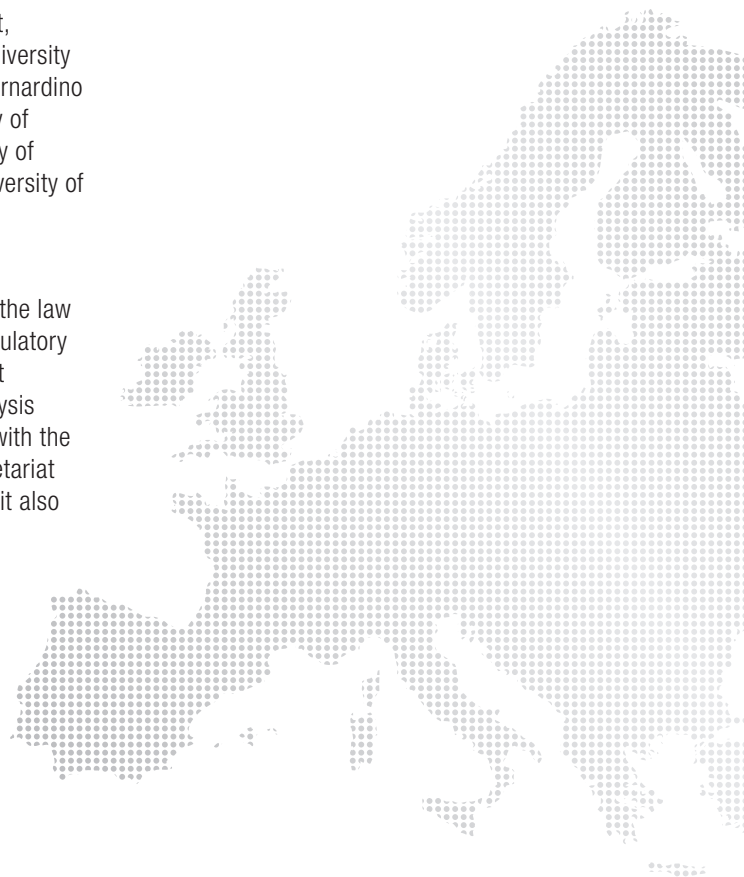 t,
iversity
rnardino
y of
y of
versity of
the law
ulatory
t
ysis
with the
etariat
it also